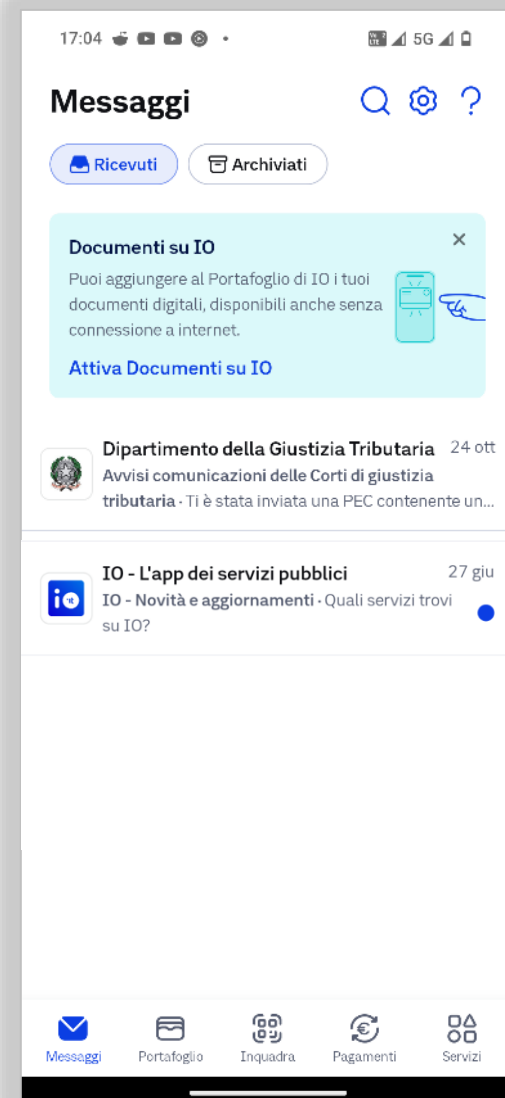 17:04
5G
Messaggi
Ricevuti
Archiviati
Documenti su IO
Puoi aggiungere al Portafoglio di IO i tuoi
documenti digitali, disponibili anche senza
connessione a internet.
Attiva Documenti su IO
Dipartimento della Giustizia Tributaria 24 ott
Avvisi comunicazioni delle Corti di giustizia
tributaria · Ti è stata inviata una PEC contenente un...
IO - L'app dei servizi pubblici 27 giu
IO - Novità e aggiornamenti · Quali servizi trovi
su IO?
Messaggi Portafoglio Inquadra Pagamenti Servizi